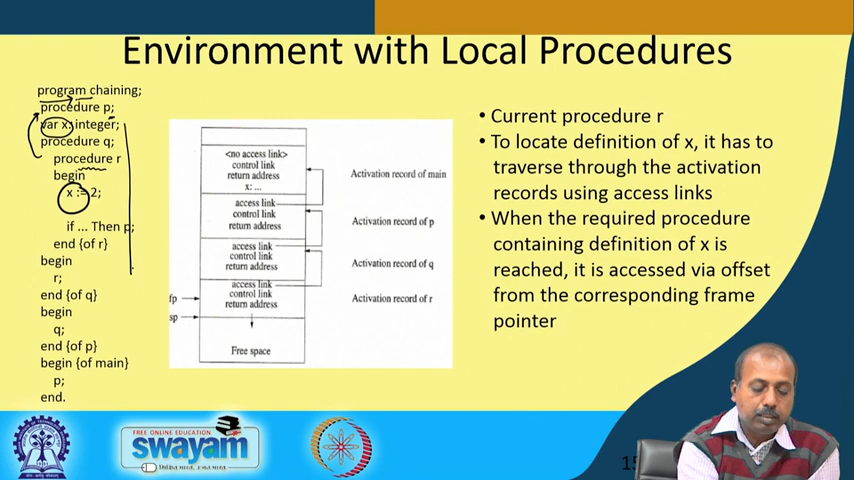 Environment with Local Procedures
program chaining;
procedure p;
var x: integer;
procedure q;
procedure r
begin
x := 2;
if ... Then p;
end {of r}
begin
r;
end {of q}
begin
q;
end {of p}
begin {of main}
p;
end.
<no access link>
control link
return address
x: ...
Activation record of main
access link
control link
return address
Activation record of p
access link
control link
return address
Activation record of q
access link
control link
return address
Activation record of r
fp
sp
Free space
• Current procedure r
• To locate definition of x, it has to
traverse through the activation
records using access links
• When the required procedure
containing definition of x is
reached, it is accessed via offset
from the corresponding frame
pointer
FREE ONLINE EDUCATION
swayam